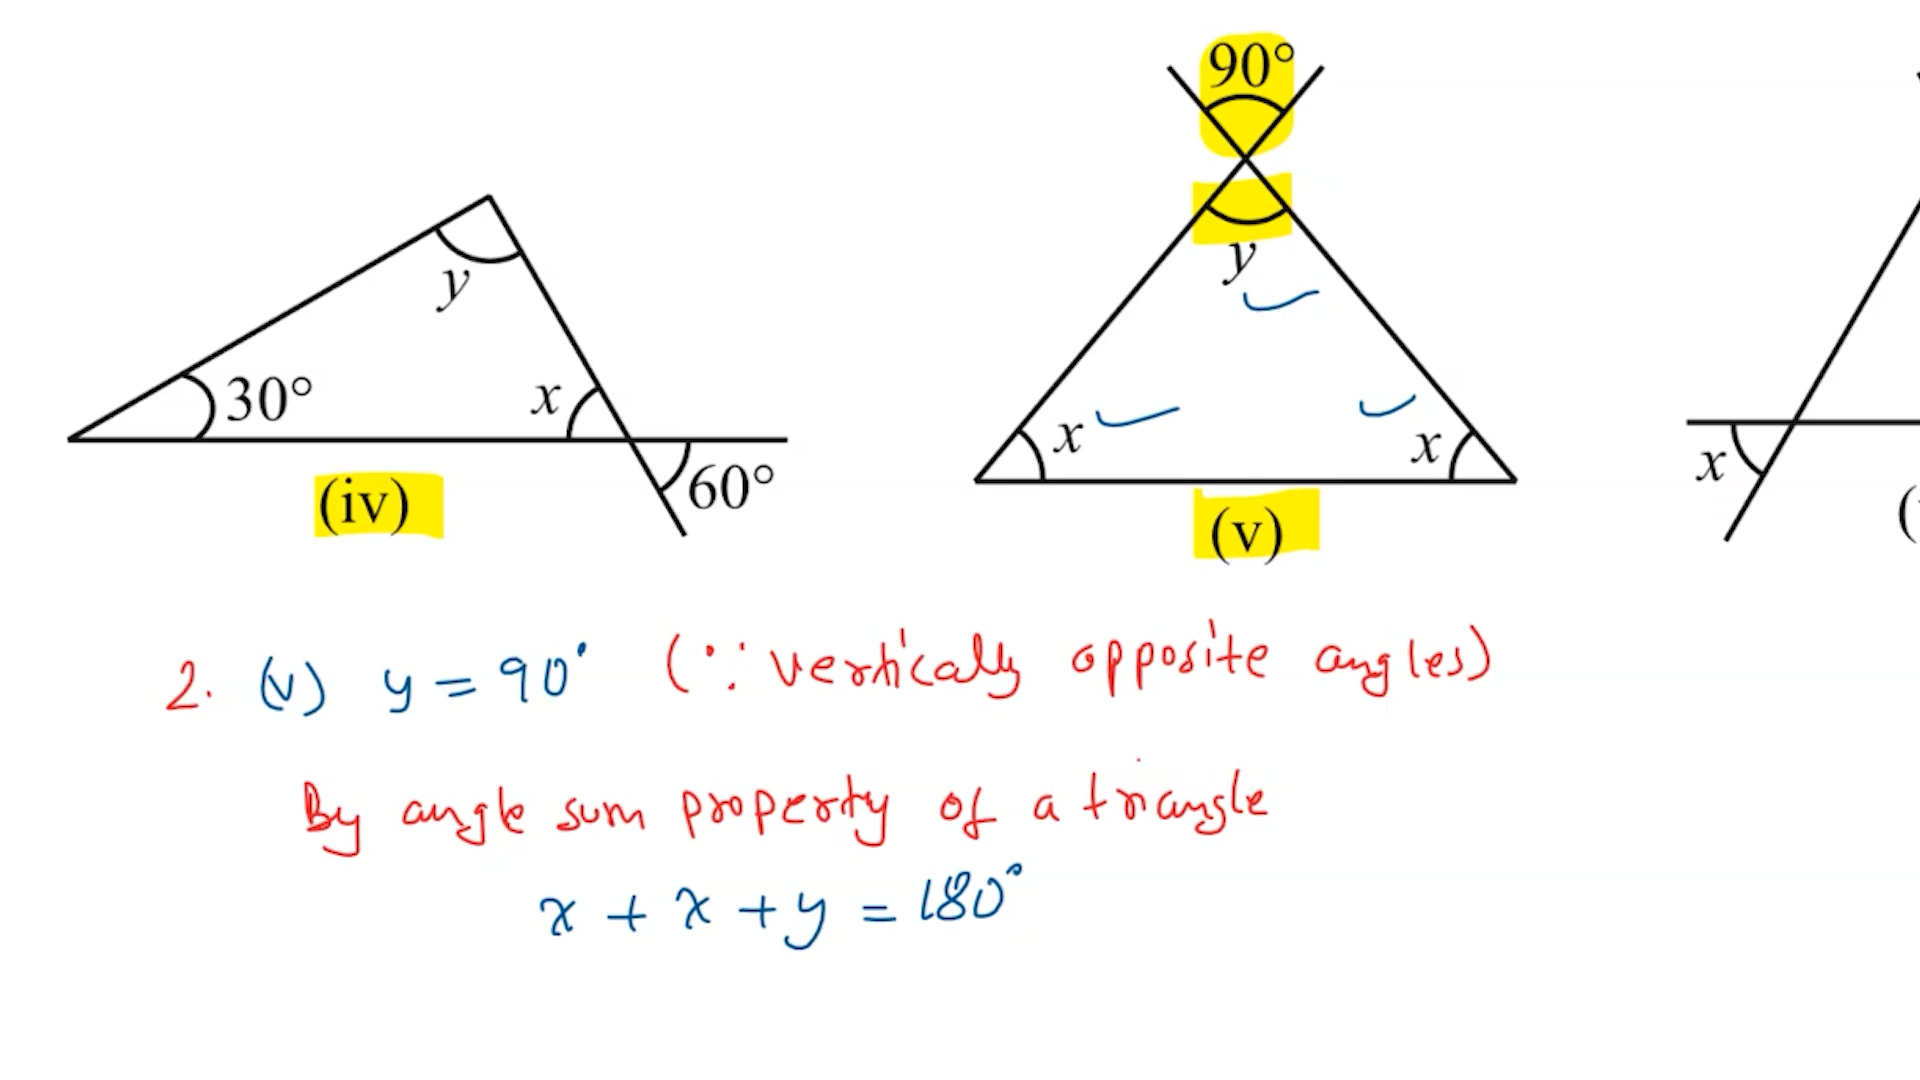 90°
y
30°
x
60°
(iv)
y
x
x
(v)
x
(
2. (v) y = 90° (∵ vertically opposite angles)
By angle sum property of a triangle
x + x + y = 180°